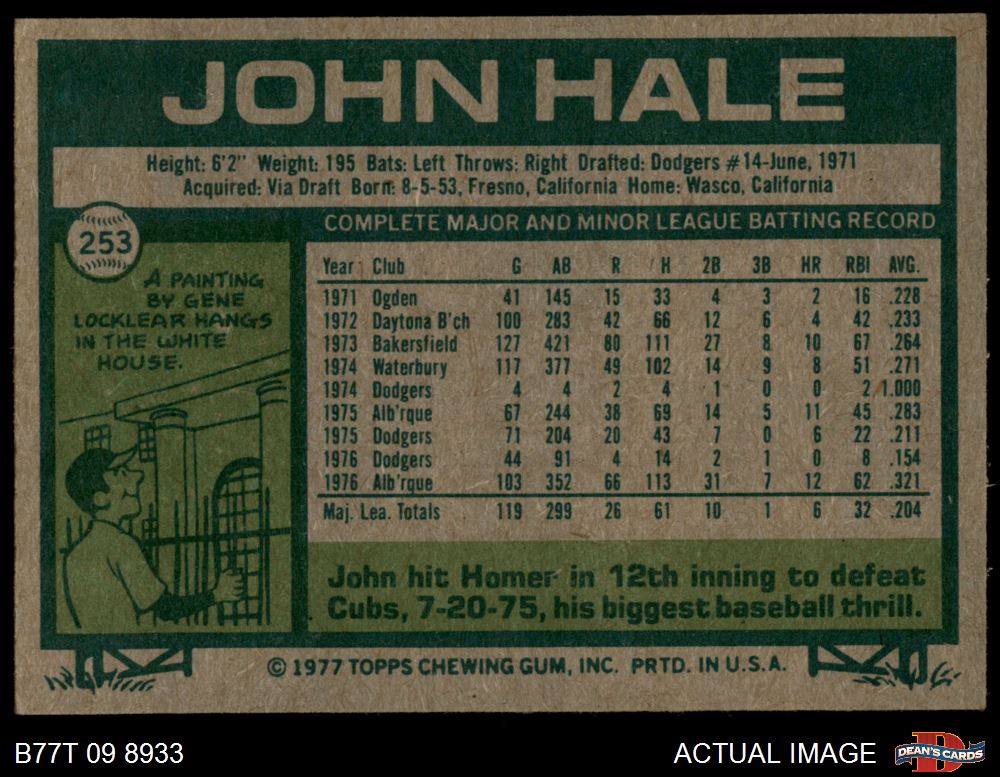 JOHN HALE
Height: 6'2" Weight: 195 Bats: Left Throws: Right Drafted: Dodgers #14-June, 1971
Acquired: Via Draft Born: 8-5-53, Fresno, California Home: Wasco, California
253
A PAINTING
BY GENE
LOCKLEAR HANGS
IN THE WHITE
HOUSE.
COMPLETE MAJOR AND MINOR LEAGUE BATTING RECORD
Year Club G AB R H 2B 3B HR RBI AVG.
1971 Ogden 41 145 15 33 4 3 2 16 .228
1972 Daytona B'ch 100 283 42 66 12 6 4 42 .233
1973 Bakersfield 127 421 80 111 27 8 10 67 .264
1974 Waterbury 117 377 49 102 14 9 8 51 .271
1974 Dodgers 4 4 2 4 1 0 0 2 1.000
1975 Alb'rque 67 244 38 69 14 5 11 45 .283
1975 Dodgers 71 204 20 43 7 0 6 22 .211
1976 Dodgers 44 91 4 14 2 1 0 8 .154
1976 Alb'rque 103 352 66 113 31 7 12 62 .321
Maj. Lea. Totals 119 299 26 61 10 1 6 32 .204
John hit Homer in 12th inning to defeat
Cubs, 7-20-75, his biggest baseball thrill.
© 1977 TOPPS CHEWING GUM, INC. PRTD. IN U.S.A.
B77T 09 8933
ACTUAL IMAGE
D
DEAN'S CARDS